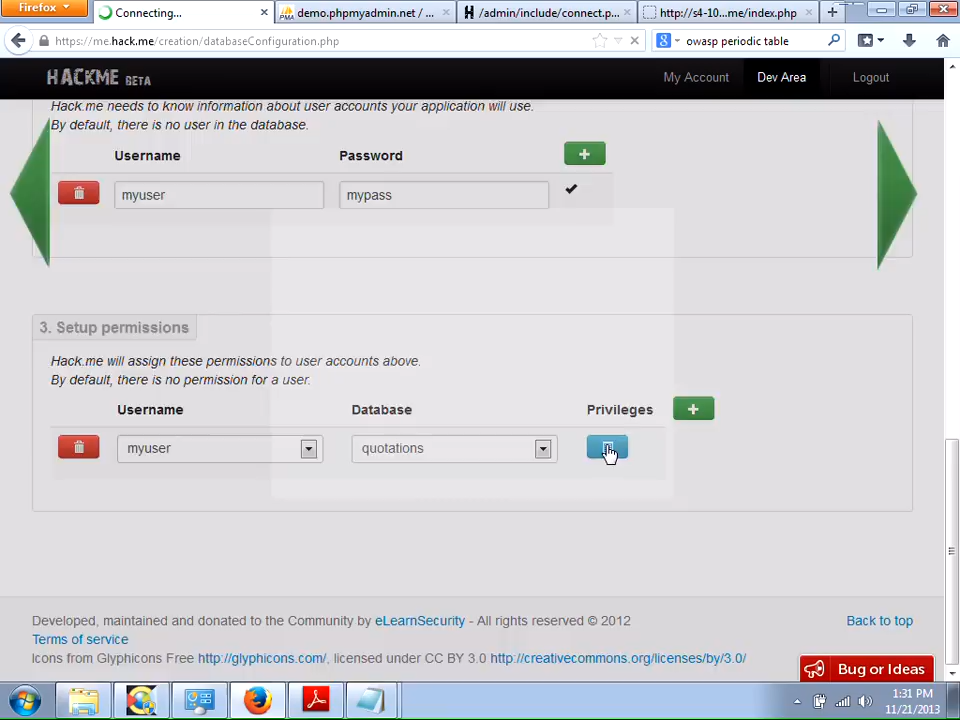 Firefox
Connecting...
demo.phpmyadmin.net / ...
/admin/include/connect.p...
http://s4-10...me/index.php
https://me.hack.me/creation/databaseConfiguration.php
owasp periodic table
HACKME BETA
My Account
Dev Area
Logout
Hack.me needs to know information about user accounts your application will use.
By default, there is no user in the database.
Username
Password
myuser
mypass
3. Setup permissions
Hack.me will assign these permissions to user accounts above.
By default, there is no permission for a user.
Username
Database
Privileges
myuser
quotations
Developed, maintained and donated to the Community by eLearnSecurity - All rights reserved © 2012
Back to top
Terms of service
Icons from Glyphicons Free http://glyphicons.com/, licensed under CC BY 3.0 http://creativecommons.org/licenses/by/3.0/
Bug or Ideas
1:31 PM
11/21/2013